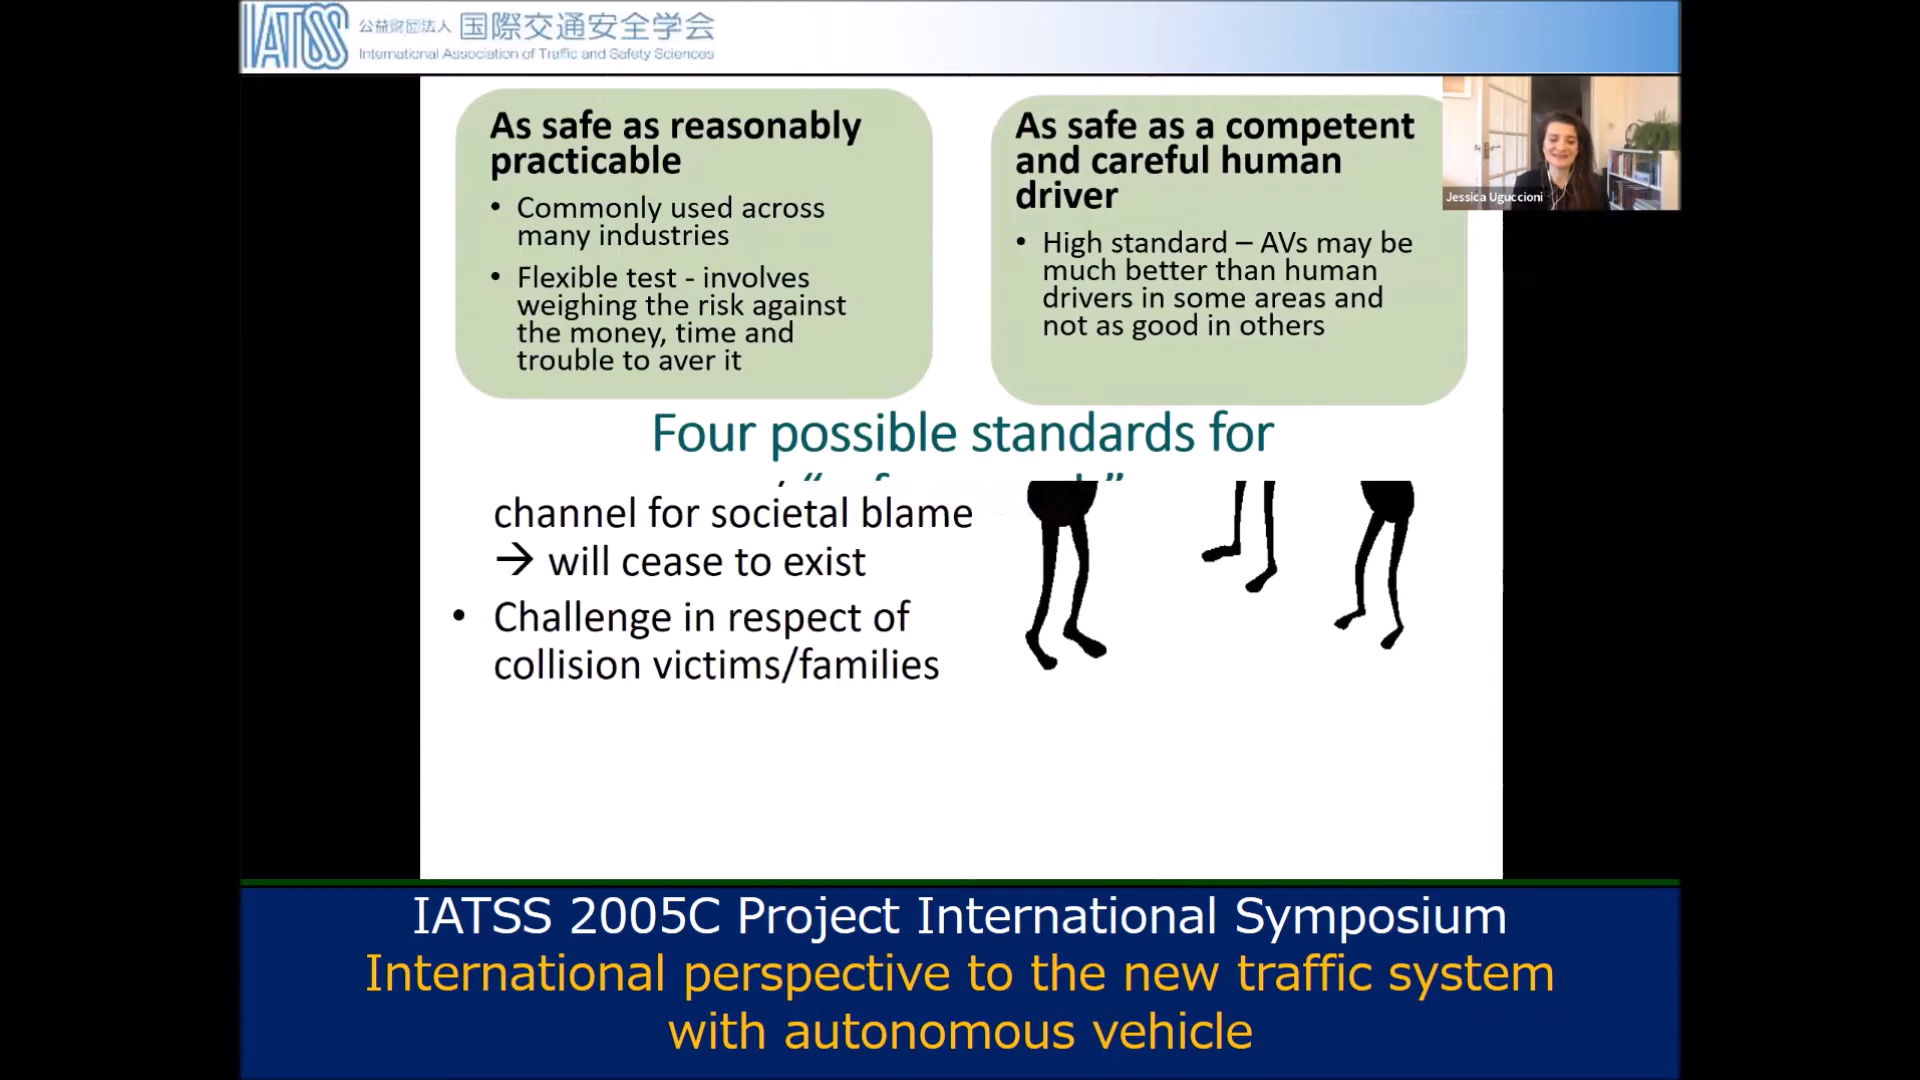 IATSS 公益財団法人 国際交通安全学会
International Association of Traffic and Safety Sciences
As safe as reasonably
practicable
• Commonly used across
many industries
• Flexible test - involves
weighing the risk against
the money, time and
trouble to aver it
As safe as a competent
and careful human
driver
• High standard – AVs may be
much better than human
drivers in some areas and
not as good in others
Jessica Uguccioni
Four possible standards for
channel for societal blame
→ will cease to exist
• Challenge in respect of
collision victims/families
IATSS 2005C Project International Symposium
International perspective to the new traffic system
with autonomous vehicle